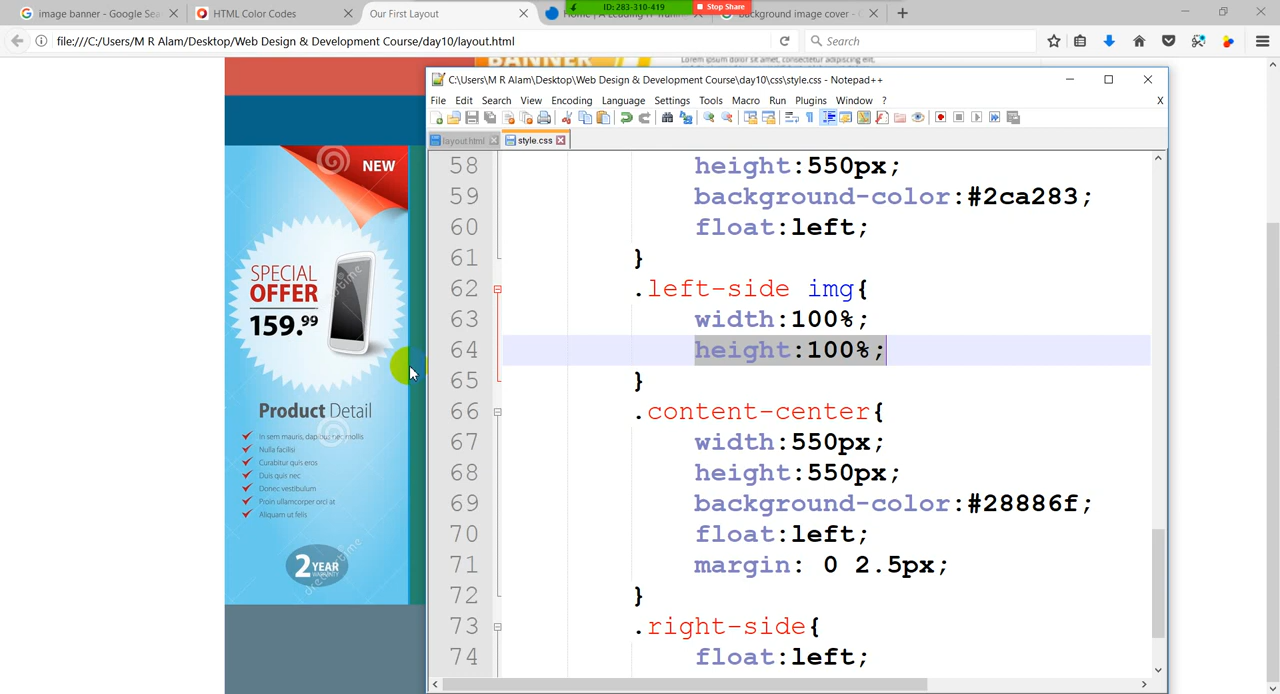 image banner - Google Sea
HTML Color Codes
Our First Layout
ID: 283-310-419
Stop Share
background image cover -
file:///C:/Users/M R Alam/Desktop/Web Design & Development Course/day10/layout.html
Search
BANNER
C:\Users\M R Alam\Desktop\Web Design & Development Course\day10\css\style.css - Notepad++
File Edit Search View Encoding Language Settings Tools Macro Run Plugins Window ? X
layout.html style.css
58 height:550px;
59 background-color:#2ca283;
60 float:left;
61 }
62 .left-side img{
63 width:100%;
64 height:100%;
65 }
66 .content-center{
67 width:550px;
68 height:550px;
69 background-color:#28886f;
70 float:left;
71 margin: 0 2.5px;
72 }
73 .right-side{
74 float:left;
NEW
SPECIAL
OFFER
159.99
Product Detail
In sem mauris, mollis
Nulla facilisi
Curabitur quis eros
Duis quis nec
Donec vestibulum
Proin ullamcorper orci at
Aliquam ut felis
2 YEAR
WARRANTY